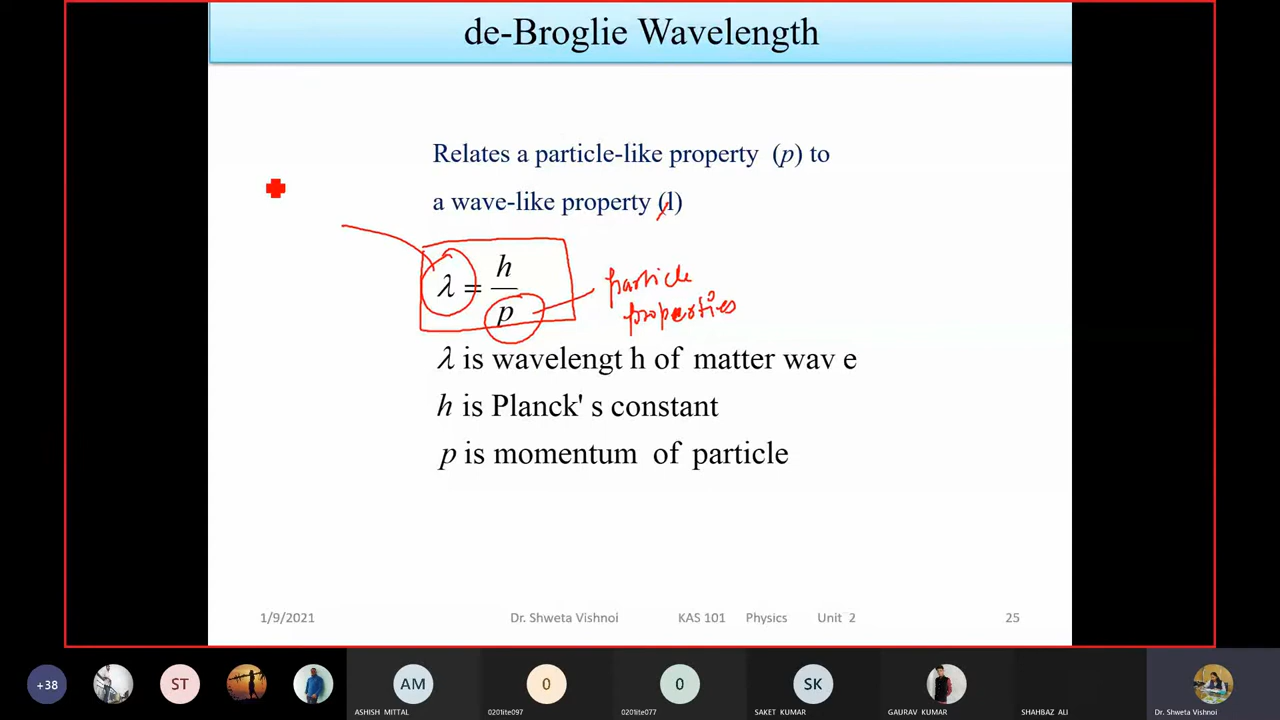 de-Broglie Wavelength
Relates a particle-like property (p) to
a wave-like property (l)
λ = h/p
particle
properties
λ is wavelengt h of matter wav e
h is Planck' s constant
p is momentum of particle
1/9/2021 Dr. Shweta Vishnoi KAS 101 Physics Unit 2 25
+38 ST AM 0 0 SK
ASHISH MITTAL 0201ite097 0201ite077 SAKET KUMAR GAURAV KUMAR SHAHBAZ ALI Dr. Shweta Vishnoi